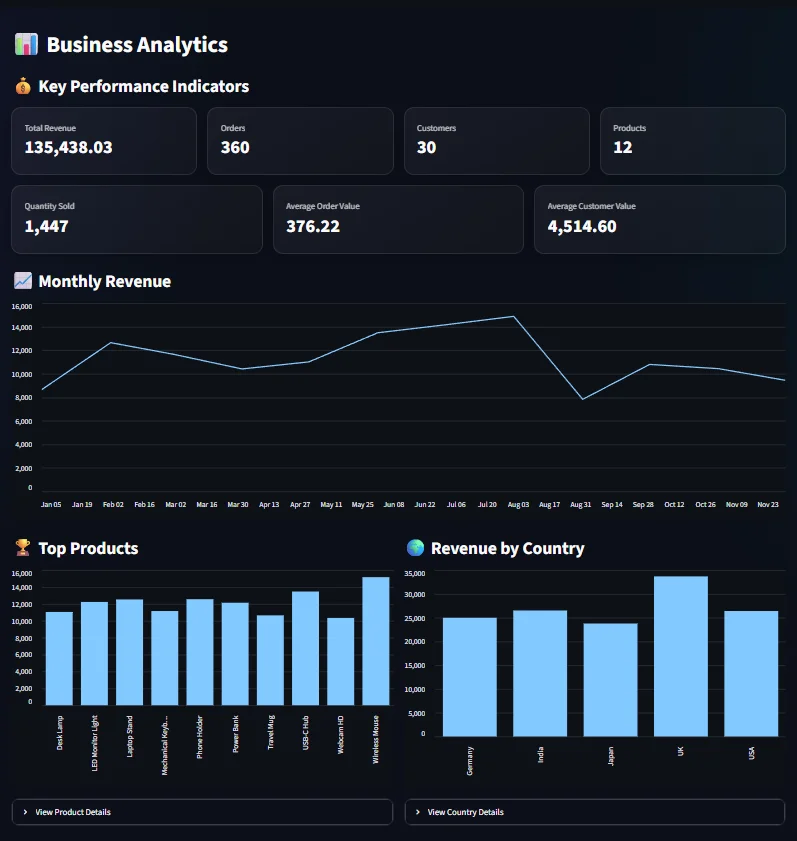 Business Analytics
Key Performance Indicators
Total Revenue
135,438.03
Orders
360
Customers
30
Products
12
Quantity Sold
1,447
Average Order Value
376.22
Average Customer Value
4,514.60
Monthly Revenue
16,000
14,000
12,000
10,000
8,000
6,000
4,000
2,000
0
Jan 05 Jan 19 Feb 02 Feb 16 Mar 02 Mar 16 Mar 30 Apr 13 Apr 27 May 11 May 25 Jun 08 Jun 22 Jul 06 Jul 20 Aug 03 Aug 17 Aug 31 Sep 14 Sep 28 Oct 12 Oct 26 Nov 09 Nov 23
Top Products
16,000
14,000
12,000
10,000
8,000
6,000
4,000
2,000
0
Desk Lamp
LED Monitor Light
Laptop Stand
Mechanical Keyb...
Phone Holder
Power Bank
Travel Mug
USB-C Hub
Webcam HD
Wireless Mouse
View Product Details
Revenue by Country
35,000
30,000
25,000
20,000
15,000
10,000
5,000
0
Germany
India
Japan
UK
USA
View Country Details